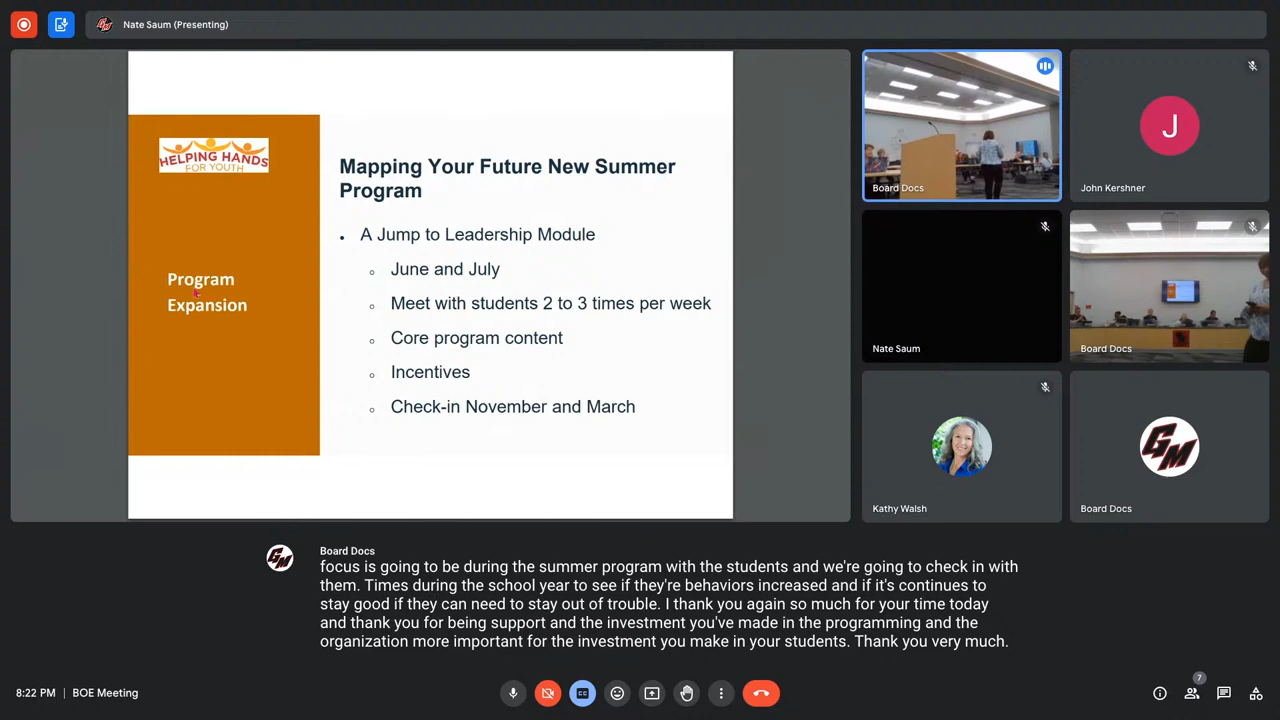 Nate Saum (Presenting)
HELPING HANDS
FOR YOUTH
Program
Expansion
Mapping Your Future New Summer
Program
• A Jump to Leadership Module
○ June and July
○ Meet with students 2 to 3 times per week
○ Core program content
○ Incentives
○ Check-in November and March
Board Docs
J
John Kershner
Nate Saum
Board Docs
Kathy Walsh
GM
Board Docs
GM
Board Docs
focus is going to be during the summer program with the students and we're going to check in with
them. Times during the school year to see if they're behaviors increased and if it's continues to
stay good if they can need to stay out of trouble. I thank you again so much for your time today
and thank you for being support and the investment you've made in the programming and the
organization more important for the investment you make in your students. Thank you very much.
8:22 PM | BOE Meeting
CC
7